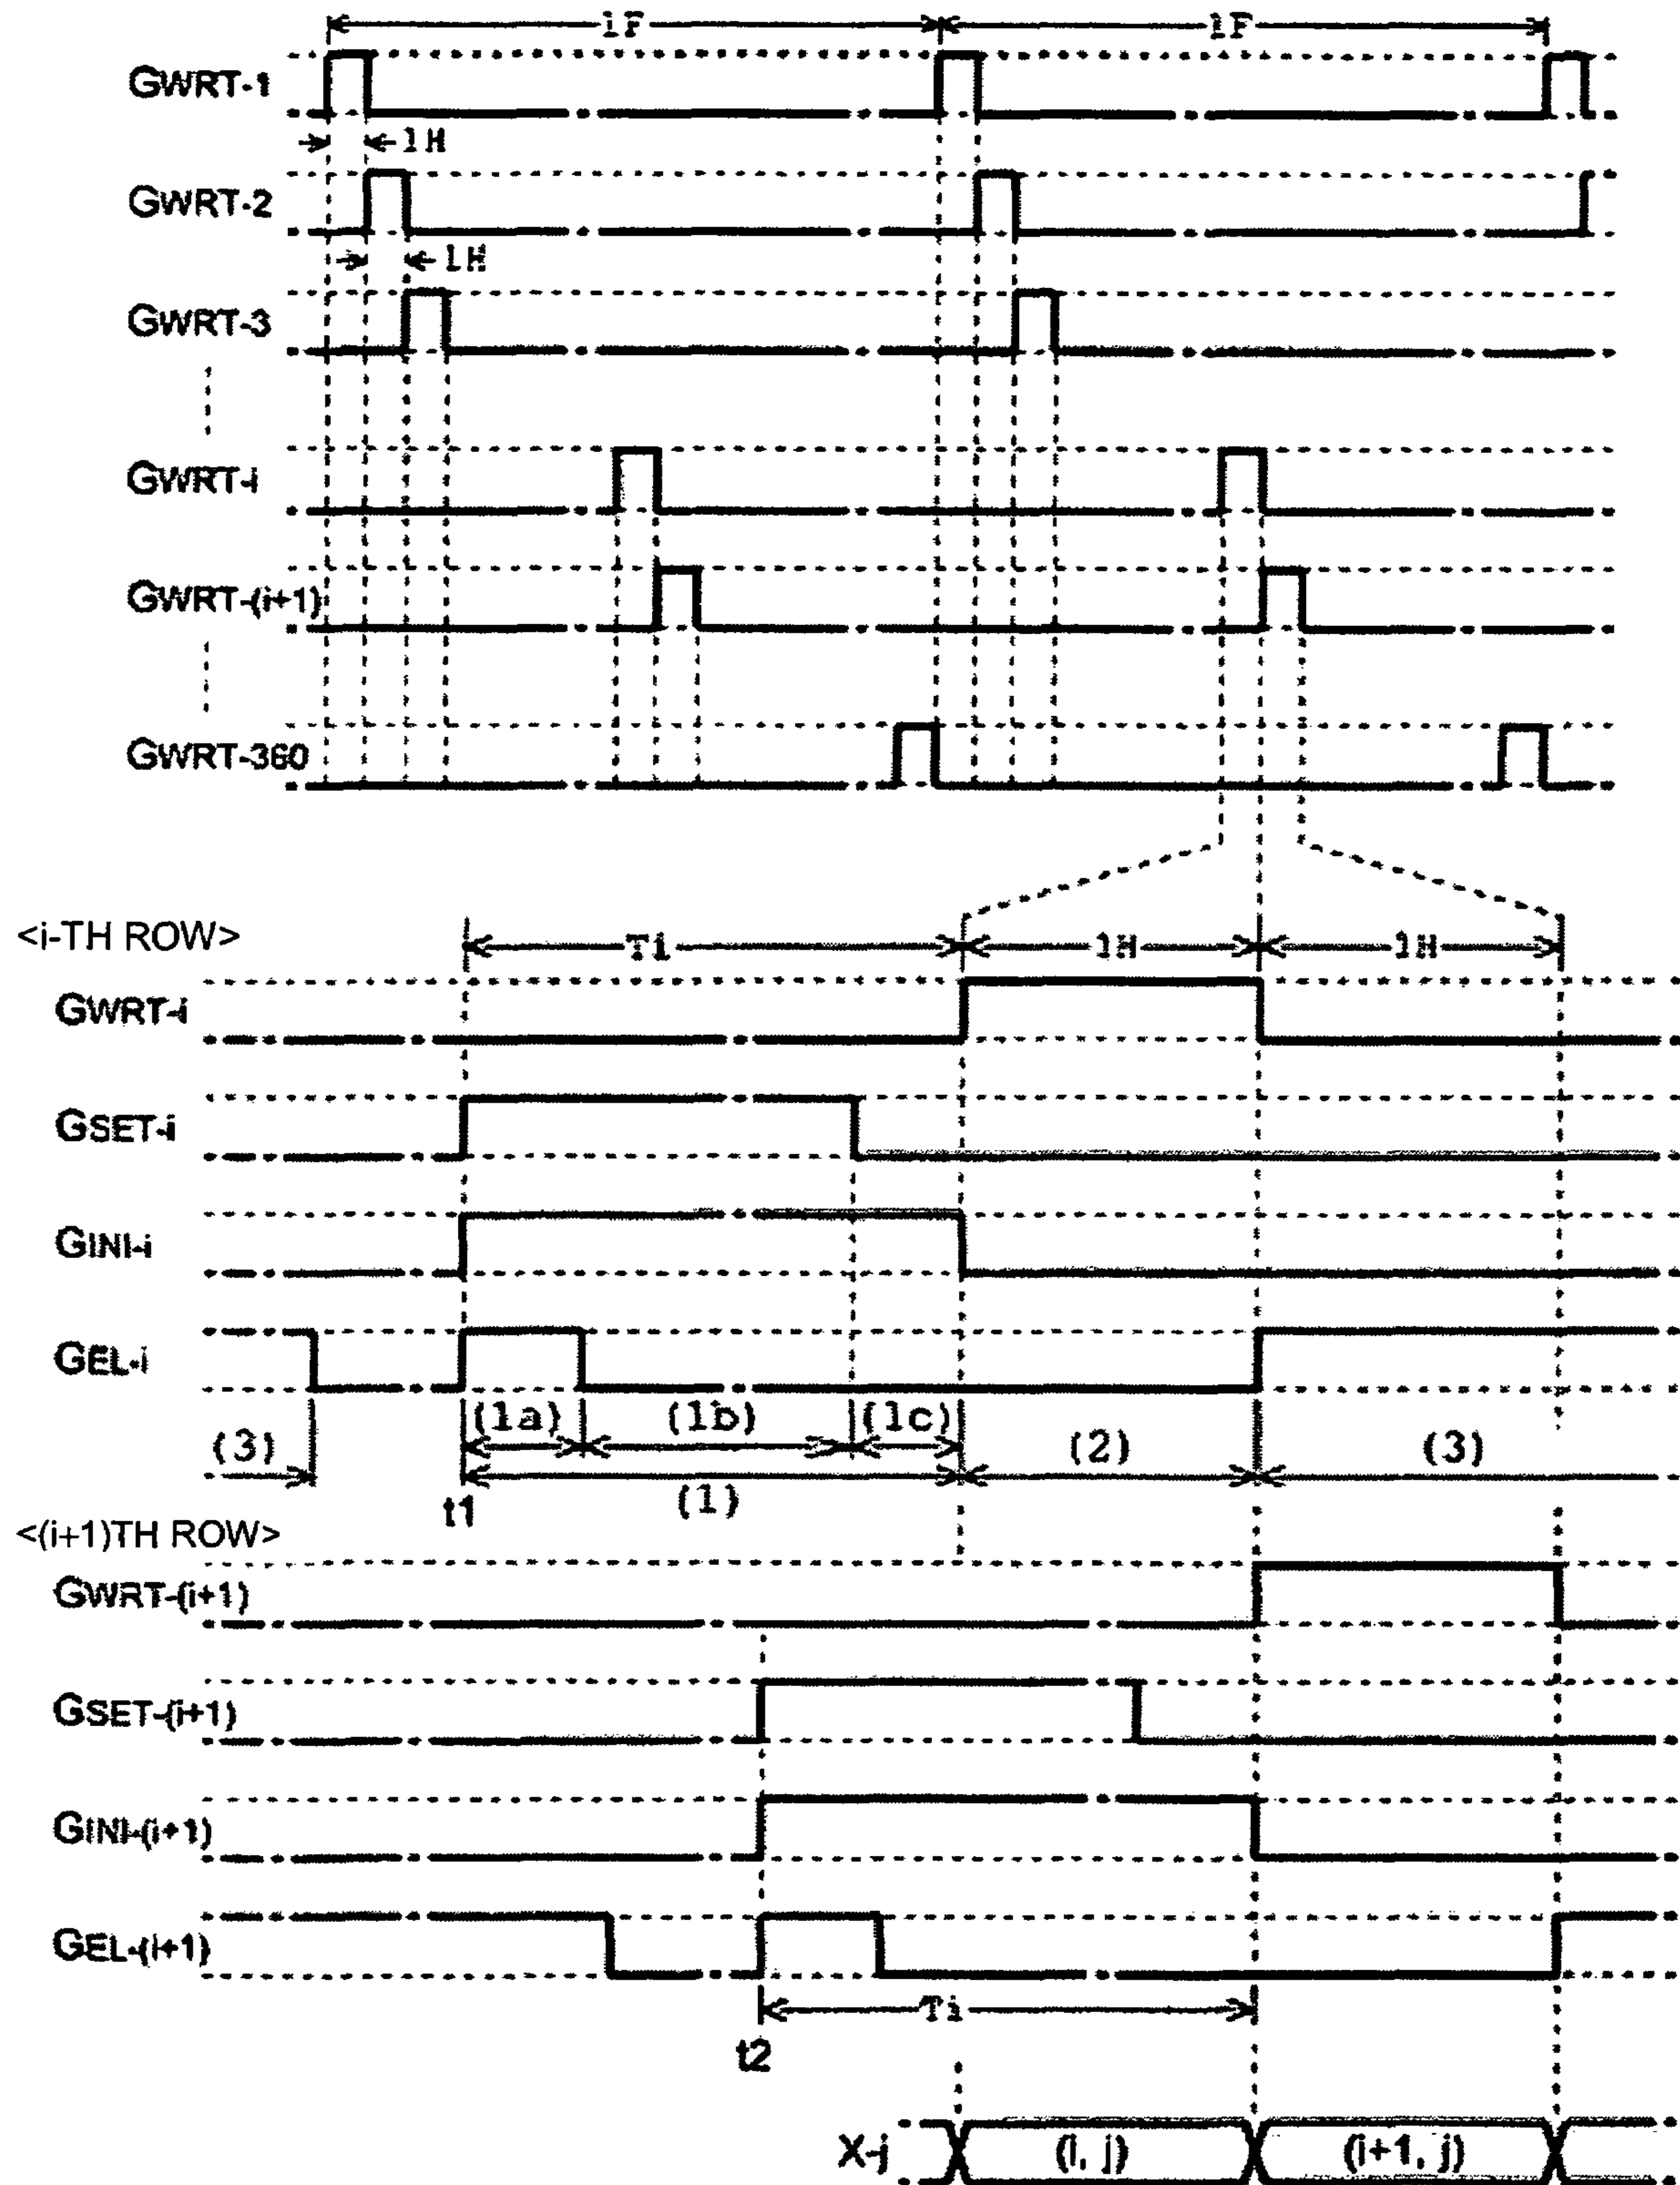 1F 1F
GWRT-1
1H
GWRT-2
1H
GWRT-3
GWRT-i
GWRT-(i+1)
GWRT-360
<i-TH ROW>
Ti 1H 1H
GWRT-i
GSET-i
GINI-i
GEL-i
(1a) (1b) (1c)
(3) (2) (3)
t1 (1)
<(i+1)TH ROW>
GWRT-(i+1)
GSET-(i+1)
GINI-(i+1)
GEL-(i+1)
Ti
t2
X-j (i, j) (i+1, j)